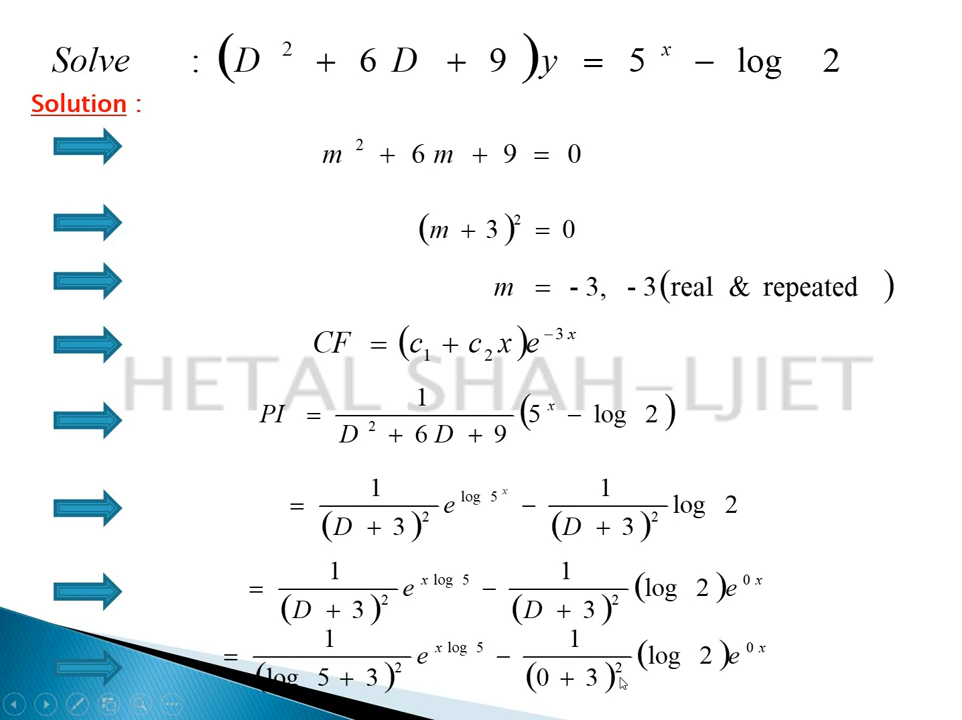 Solve : (D² + 6D + 9)y = 5ˣ − log 2
Solution :
m² + 6m + 9 = 0
(m + 3)² = 0
m = - 3, - 3(real & repeated )
CF = (c₁ + c₂x)e⁻³ˣ
HETAL SHAH-LJIET
PI = 1/(D² + 6D + 9) (5ˣ − log 2)
= 1/(D + 3)² e^(log 5ˣ) − 1/(D + 3)² log 2
= 1/(D + 3)² e^(x log 5) − 1/(D + 3)² (log 2)e^(0x)
= 1/(log 5 + 3)² e^(x log 5) − 1/(0 + 3)² (log 2)e^(0x)